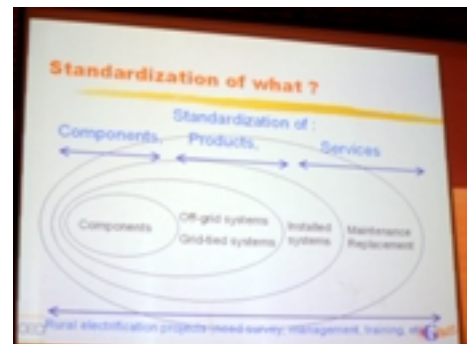 Standardization of what ?
Standardization of :
Components, Products, Services
Components
Off-grid systems
Grid-tied systems
Installed systems
Maintenance
Replacement
Rural electrification projects (need survey, management, training,